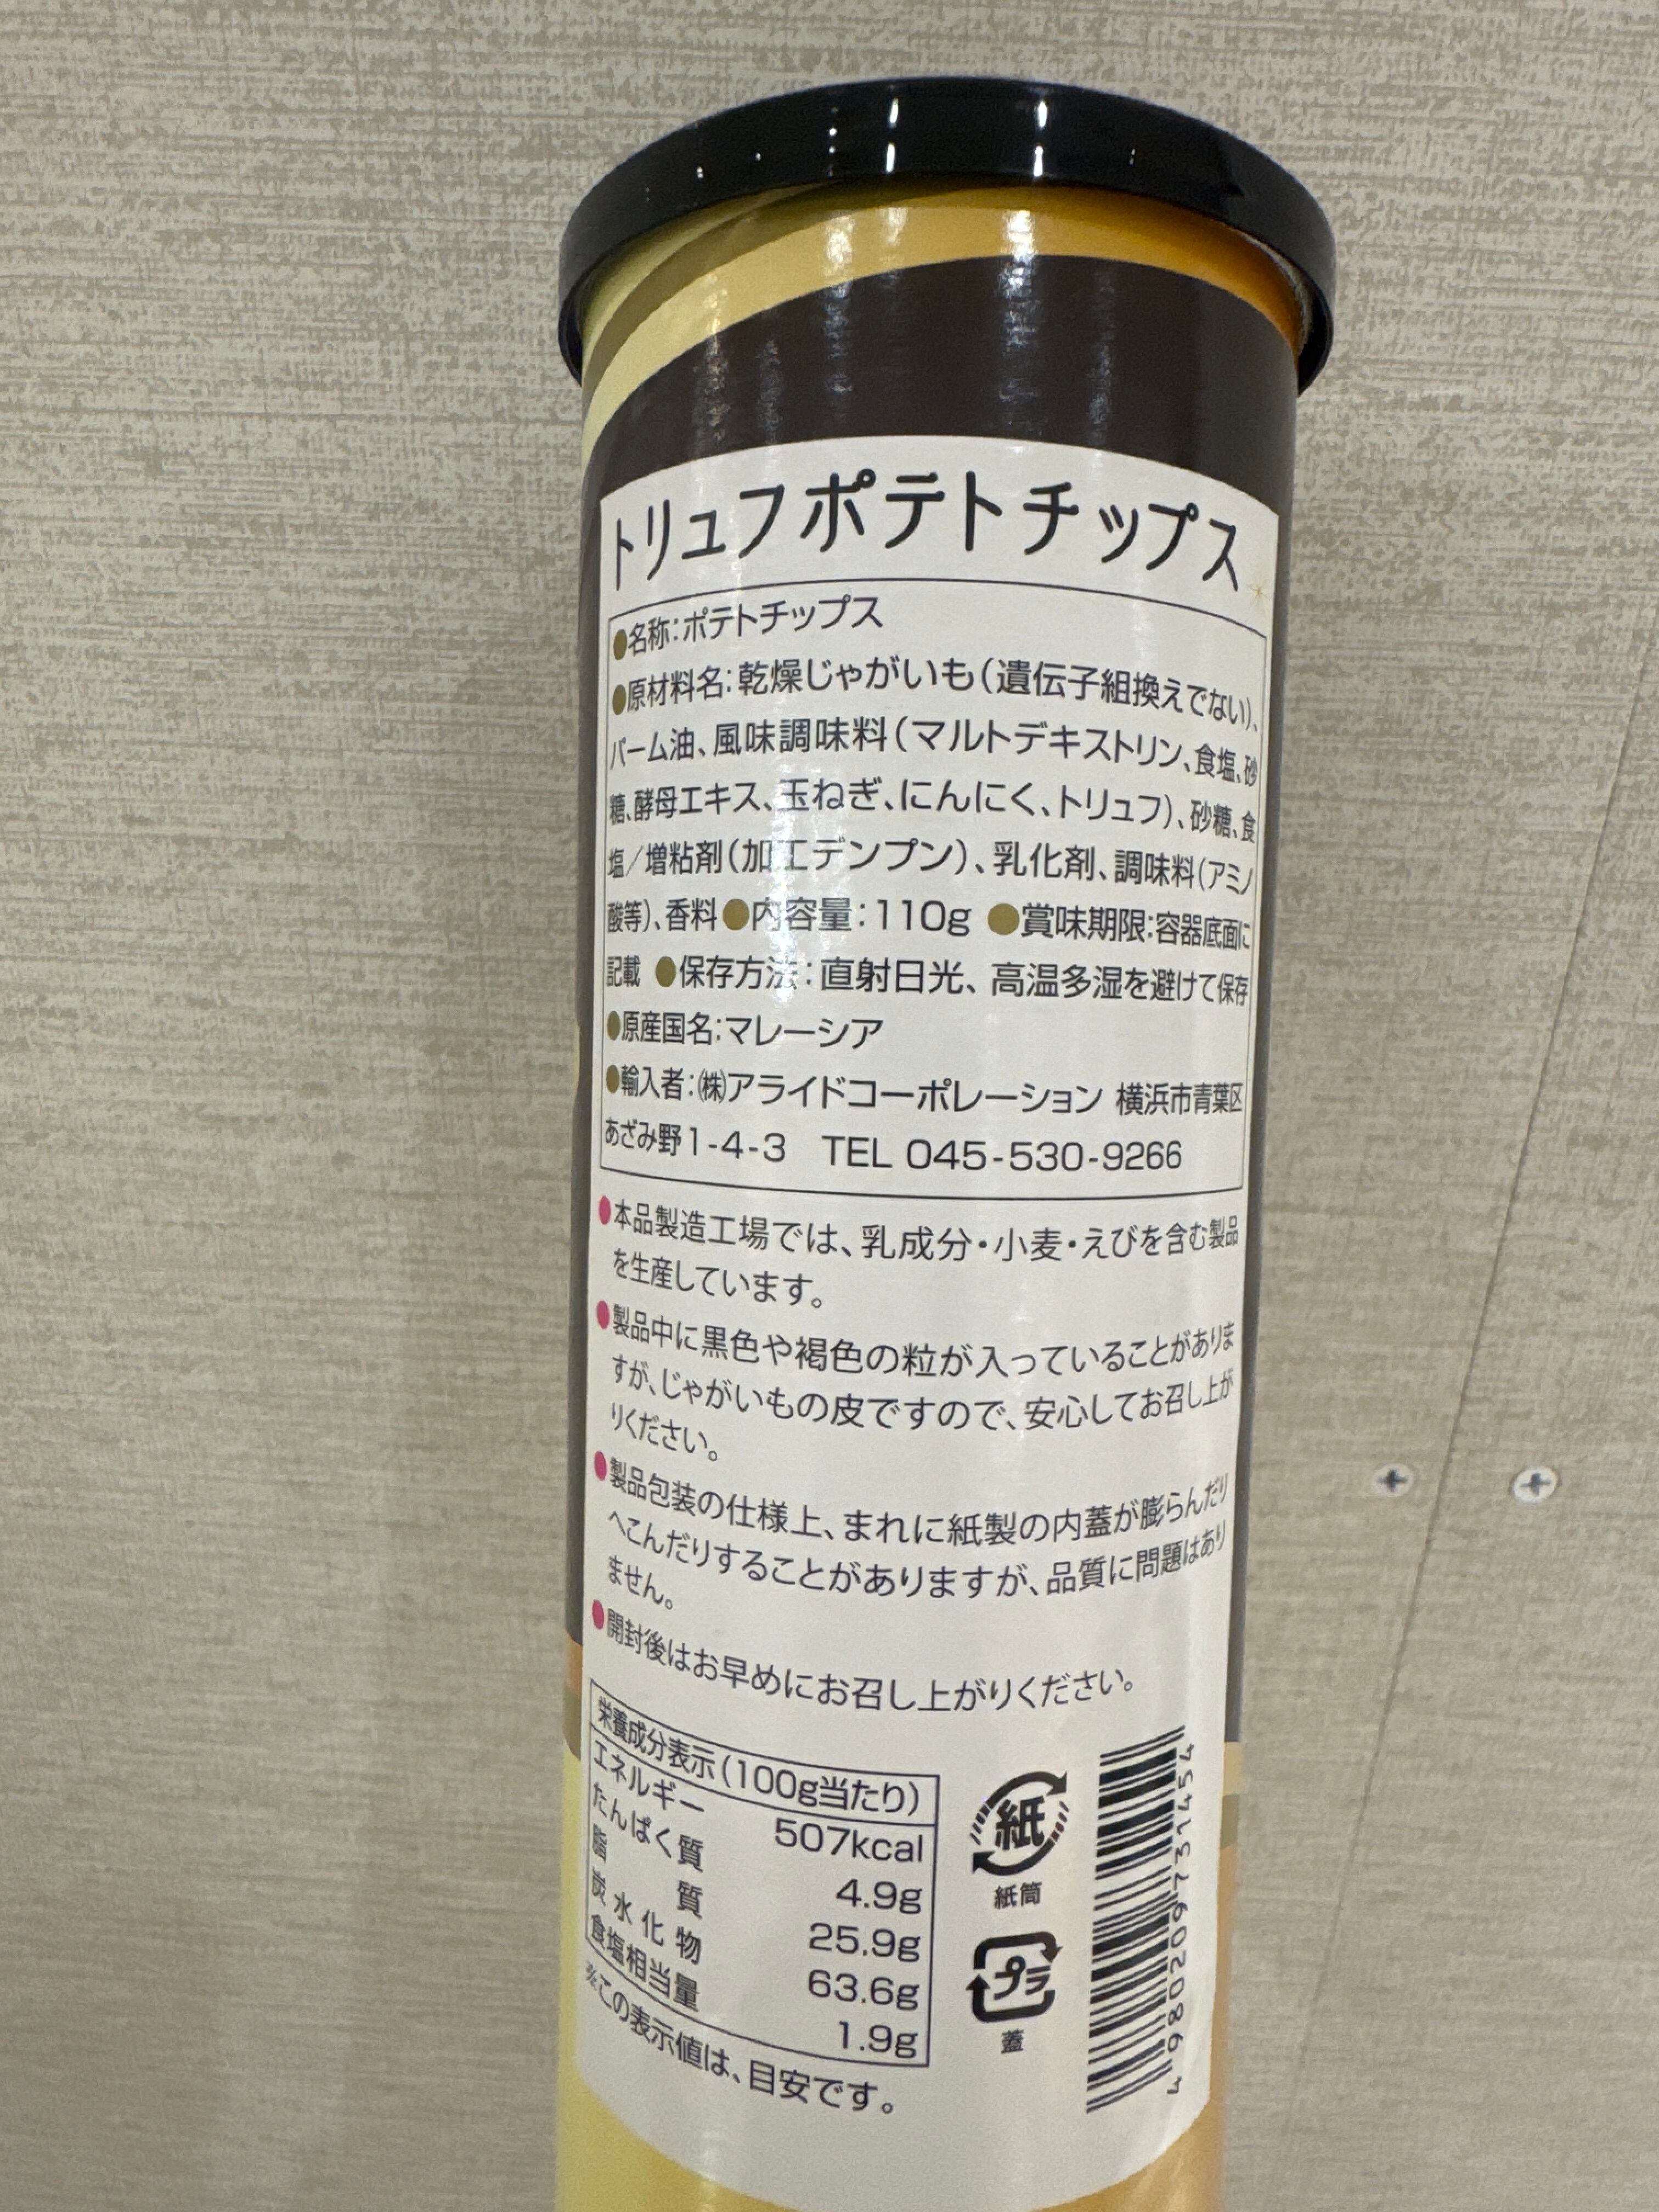 トリュフポテトチップス
●名称:ポテトチップス
●原材料名:乾燥じゃがいも(遺伝子組換えでない)、
パーム油、風味調味料(マルトデキストリン、食塩、砂
糖、酵母エキス、玉ねぎ、にんにく、トリュフ)、砂糖、食
塩/増粘剤(加工デンプン)、乳化剤、調味料(アミノ
酸等)、香料●内容量:110g ●賞味期限:容器底面に
記載 ●保存方法:直射日光、高温多湿を避けて保存
●原産国名:マレーシア
●輸入者:㈱アライドコーポレーション 横浜市青葉区
あざみ野1-4-3 TEL 045-530-9266
●本品製造工場では、乳成分・小麦・えびを含む製品
を生産しています。
●製品中に黒色や褐色の粒が入っていることがありま
すが、じゃがいもの皮ですので、安心してお召し上が
りください。
●製品包装の仕様上、まれに紙製の内蓋が膨らんだり
へこんだりすることがありますが、品質に問題はあり
ません。
●開封後はお早めにお召し上がりください。
栄養成分表示(100g当たり)
エネルギー 507kcal
たんぱく質 4.9g
脂質 25.9g
炭水化物 63.6g
食塩相当量 1.9g
※この表示値は、目安です。
紙
紙筒
プラ
蓋
4980209731454